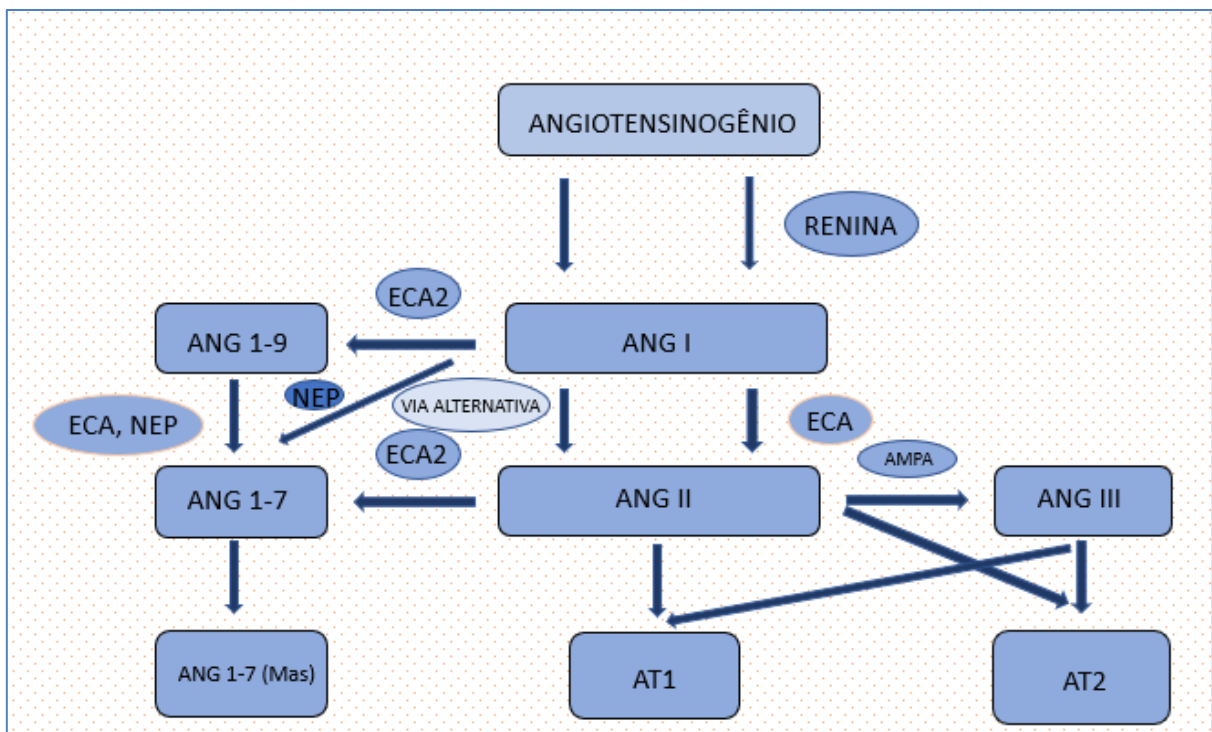 ANGIOTENSINOGÊNIO
RENINA
ECA2
ANG 1-9
ANG I
NEP
VIA ALTERNATIVA
ECA, NEP
ECA
ECA2
AMPA
ANG 1-7
ANG II
ANG III
ANG 1-7 (Mas)
AT1
AT2